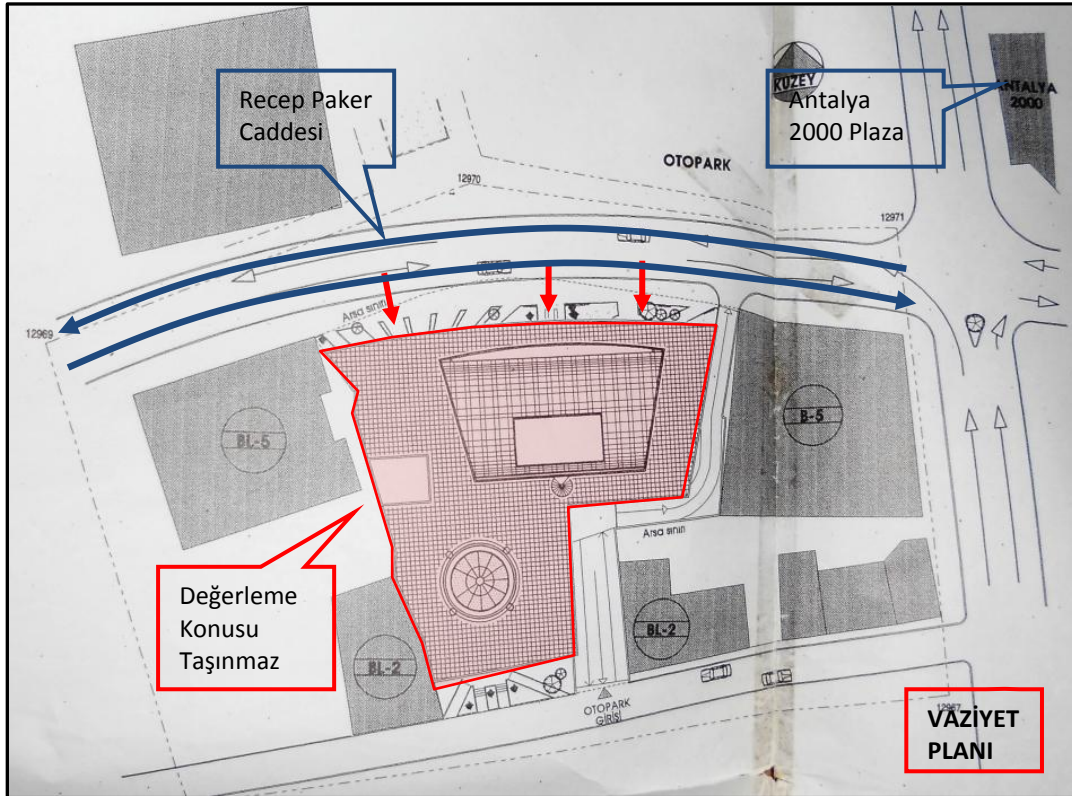 Recep Paker
Caddesi
KUZEY
Antalya
2000 Plaza
ANTALYA
2000
OTOPARK
12970
12971
Arsa sınırı
12969
BL-5
B-5
Arsa sınırı
Değerleme
Konusu
Taşınmaz
BL-2
BL-2
OTOPARK
GİRİŞİ
12967
VAZİYET
PLANI